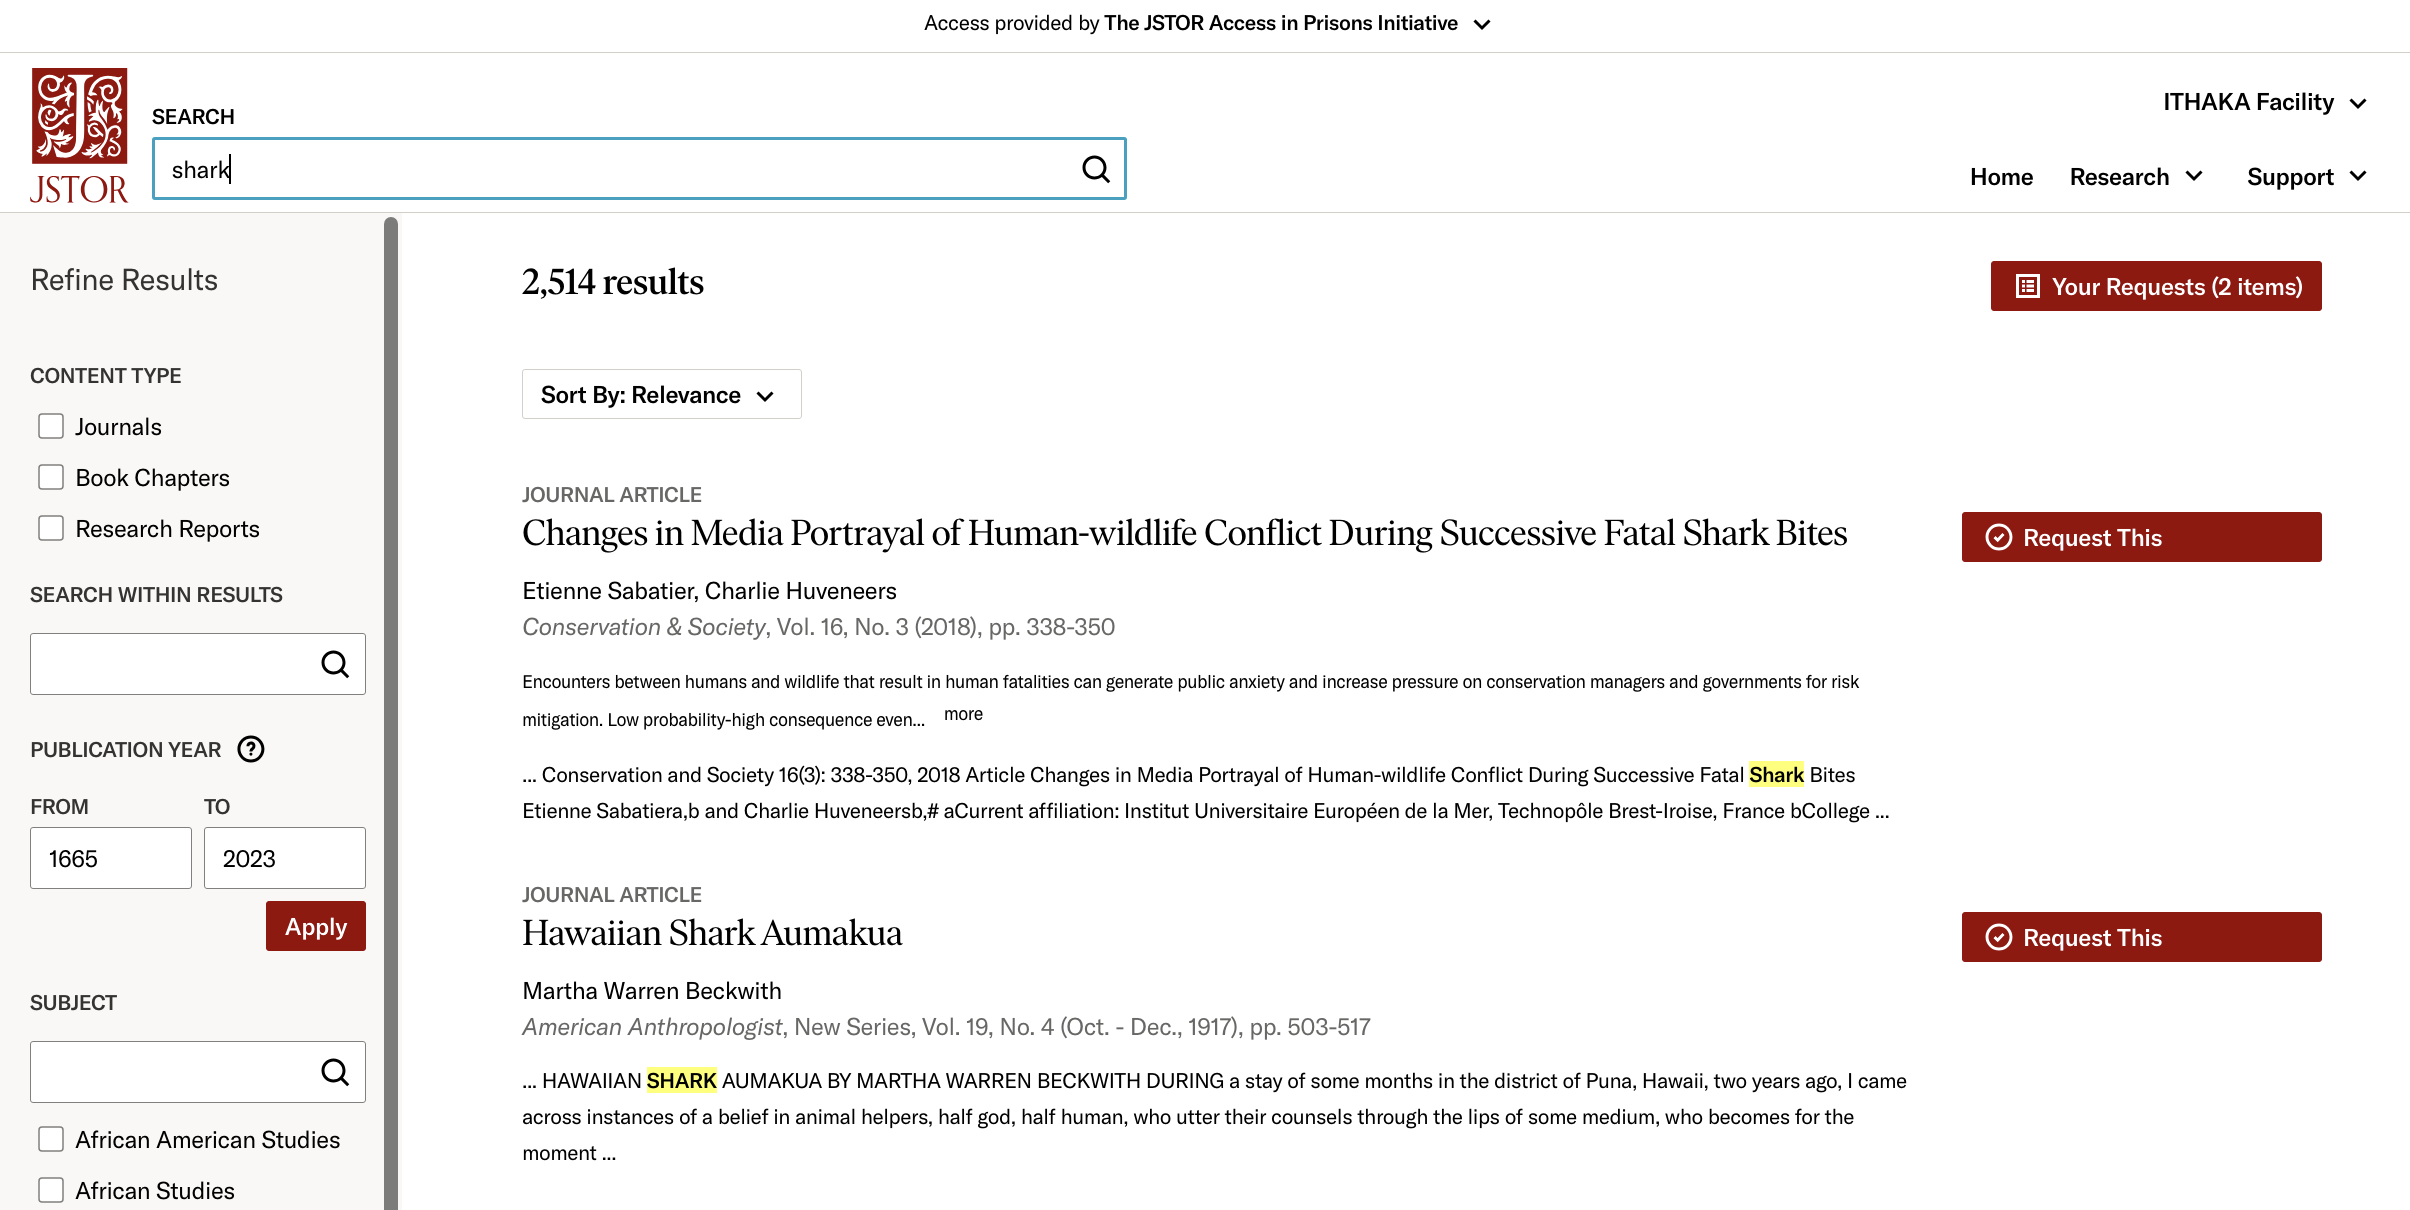 Access provided by The JSTOR Access in Prisons Initiative
JSTOR
SEARCH
shark
ITHAKA Facility
Home Research Support
Refine Results
CONTENT TYPE
Journals
Book Chapters
Research Reports
SEARCH WITHIN RESULTS
PUBLICATION YEAR ?
FROM TO
1665 2023
Apply
SUBJECT
African American Studies
African Studies
2,514 results
Your Requests (2 items)
Sort By: Relevance
JOURNAL ARTICLE
Changes in Media Portrayal of Human-wildlife Conflict During Successive Fatal Shark Bites
Request This
Etienne Sabatier, Charlie Huveneers
Conservation & Society, Vol. 16, No. 3 (2018), pp. 338-350
Encounters between humans and wildlife that result in human fatalities can generate public anxiety and increase pressure on conservation managers and governments for risk
mitigation. Low probability-high consequence even... more
... Conservation and Society 16(3): 338-350, 2018 Article Changes in Media Portrayal of Human-wildlife Conflict During Successive Fatal Shark Bites
Etienne Sabatiera,b and Charlie Huveneersb,# aCurrent affiliation: Institut Universitaire Européen de la Mer, Technopôle Brest-Iroise, France bCollege ...
JOURNAL ARTICLE
Hawaiian Shark Aumakua
Request This
Martha Warren Beckwith
American Anthropologist, New Series, Vol. 19, No. 4 (Oct. - Dec., 1917), pp. 503-517
... HAWAIIAN SHARK AUMAKUA BY MARTHA WARREN BECKWITH DURING a stay of some months in the district of Puna, Hawaii, two years ago, I came
across instances of a belief in animal helpers, half god, half human, who utter their counsels through the lips of some medium, who becomes for the
moment ...